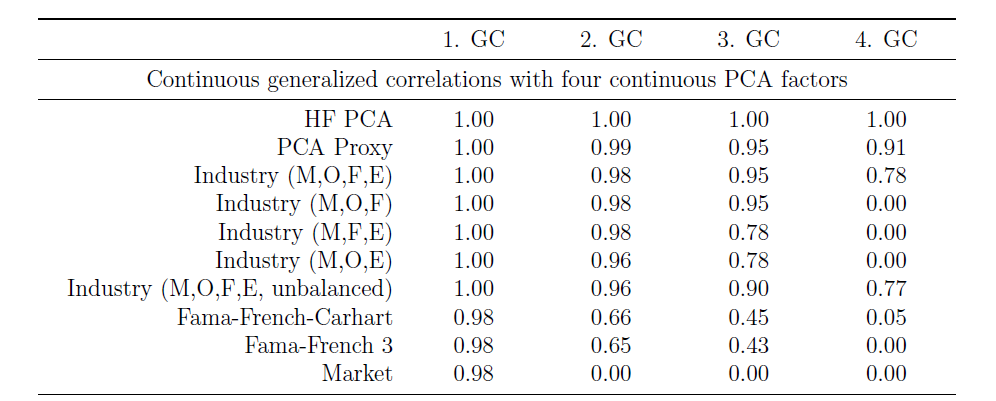 1. GC 2. GC 3. GC 4. GC
Continuous generalized correlations with four continuous PCA factors
HF PCA 1.00 1.00 1.00 1.00
PCA Proxy 1.00 0.99 0.95 0.91
Industry (M,O,F,E) 1.00 0.98 0.95 0.78
Industry (M,O,F) 1.00 0.98 0.95 0.00
Industry (M,F,E) 1.00 0.98 0.78 0.00
Industry (M,O,E) 1.00 0.96 0.78 0.00
Industry (M,O,F,E, unbalanced) 1.00 0.96 0.90 0.77
Fama-French-Carhart 0.98 0.66 0.45 0.05
Fama-French 3 0.98 0.65 0.43 0.00
Market 0.98 0.00 0.00 0.00